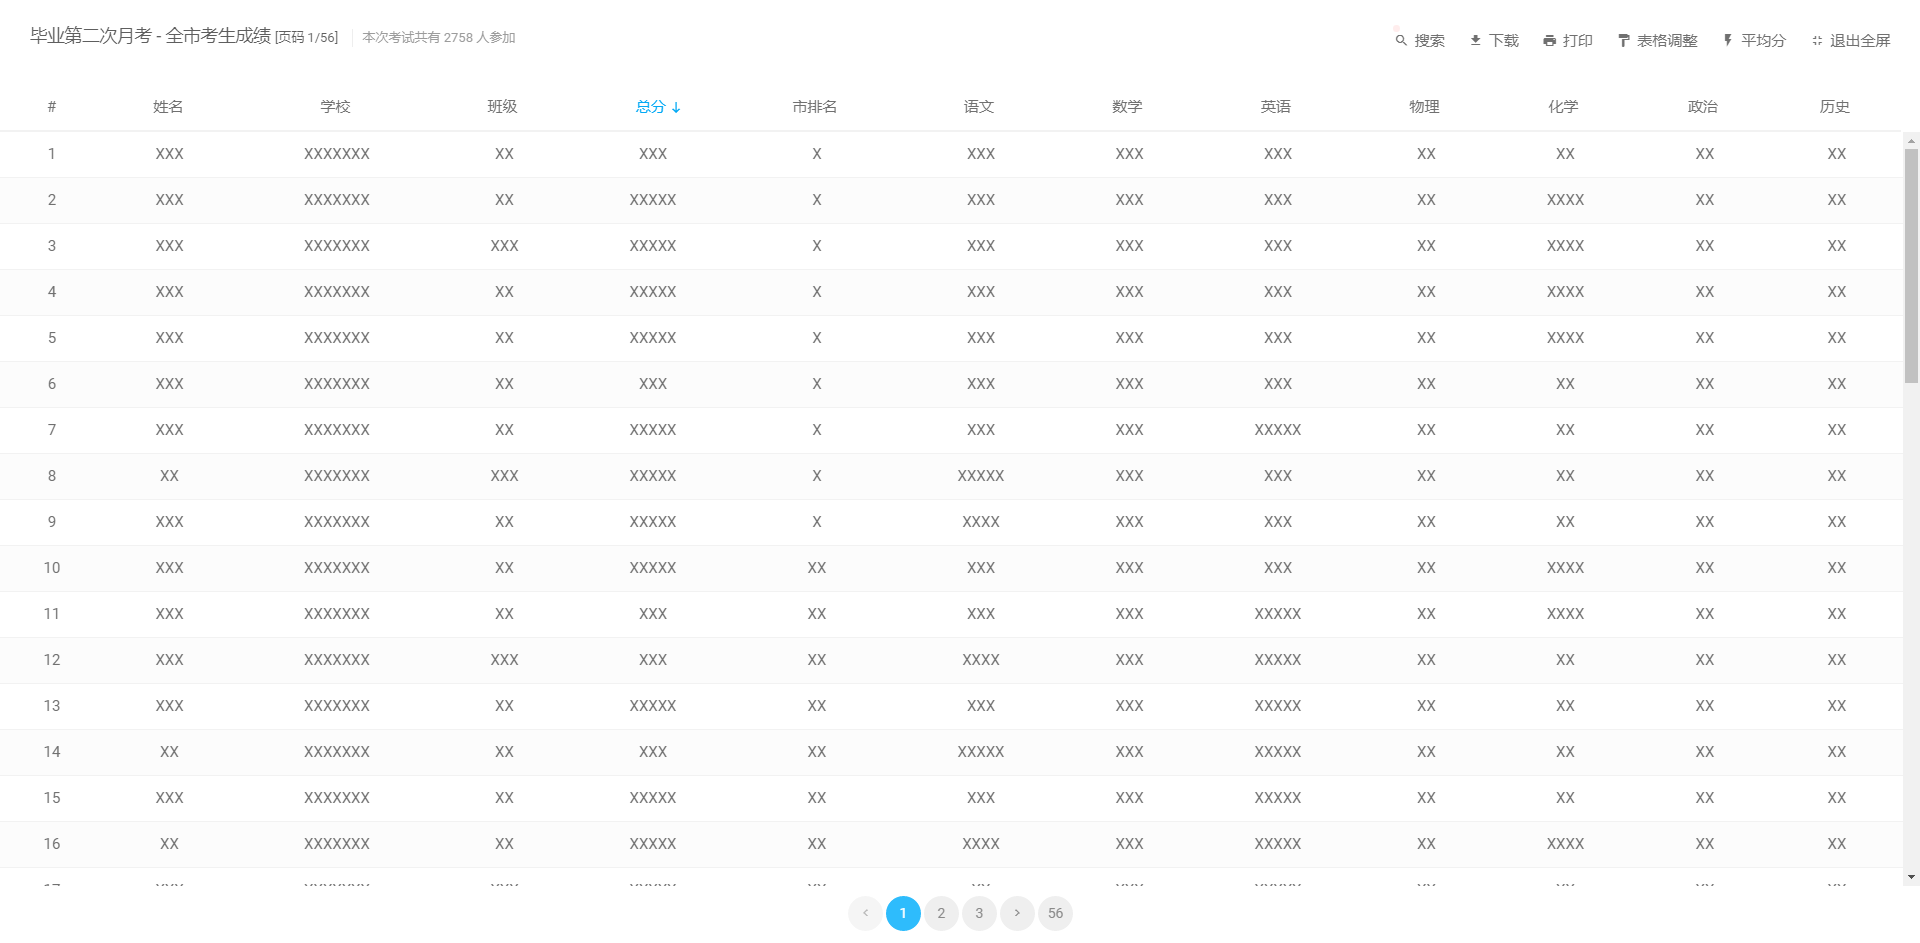 毕业第二次月考 - 全市考生成绩 [页码 1/56] 本次考试共有 2758 人参加
搜索 下载 打印 表格调整 平均分 退出全屏
# 姓名 学校 班级 总分 ↓ 市排名 语文 数学 英语 物理 化学 政治 历史
1 XXX XXXXXXX XX XXX X XXX XXX XXX XX XX XX XX
2 XXX XXXXXXX XX XXXXX X XXX XXX XXX XX XXXX XX XX
3 XXX XXXXXXX XXX XXXXX X XXX XXX XXX XX XXXX XX XX
4 XXX XXXXXXX XX XXXXX X XXX XXX XXX XX XXXX XX XX
5 XXX XXXXXXX XX XXXXX X XXX XXX XXX XX XXXX XX XX
6 XXX XXXXXXX XX XXX X XXX XXX XXX XX XX XX XX
7 XXX XXXXXXX XX XXXXX X XXX XXX XXXXX XX XX XX XX
8 XX XXXXXXX XXX XXXXX X XXXXX XXX XXX XX XX XX XX
9 XXX XXXXXXX XX XXXXX X XXXX XXX XXX XX XX XX XX
10 XXX XXXXXXX XX XXXXX XX XXX XXX XXX XX XXXX XX XX
11 XXX XXXXXXX XX XXX XX XXX XXX XXXXX XX XXXX XX XX
12 XXX XXXXXXX XXX XXX XX XXXX XXX XXXXX XX XX XX XX
13 XXX XXXXXXX XX XXXXX XX XXX XXX XXXXX XX XX XX XX
14 XX XXXXXXX XX XXX XX XXXXX XXX XXXXX XX XX XX XX
15 XXX XXXXXXX XX XXXXX XX XXX XXX XXXXX XX XX XX XX
16 XX XXXXXXX XX XXXXX XX XXXX XXX XXXXX XX XXXX XX XX
‹ 1 2 3 › 56